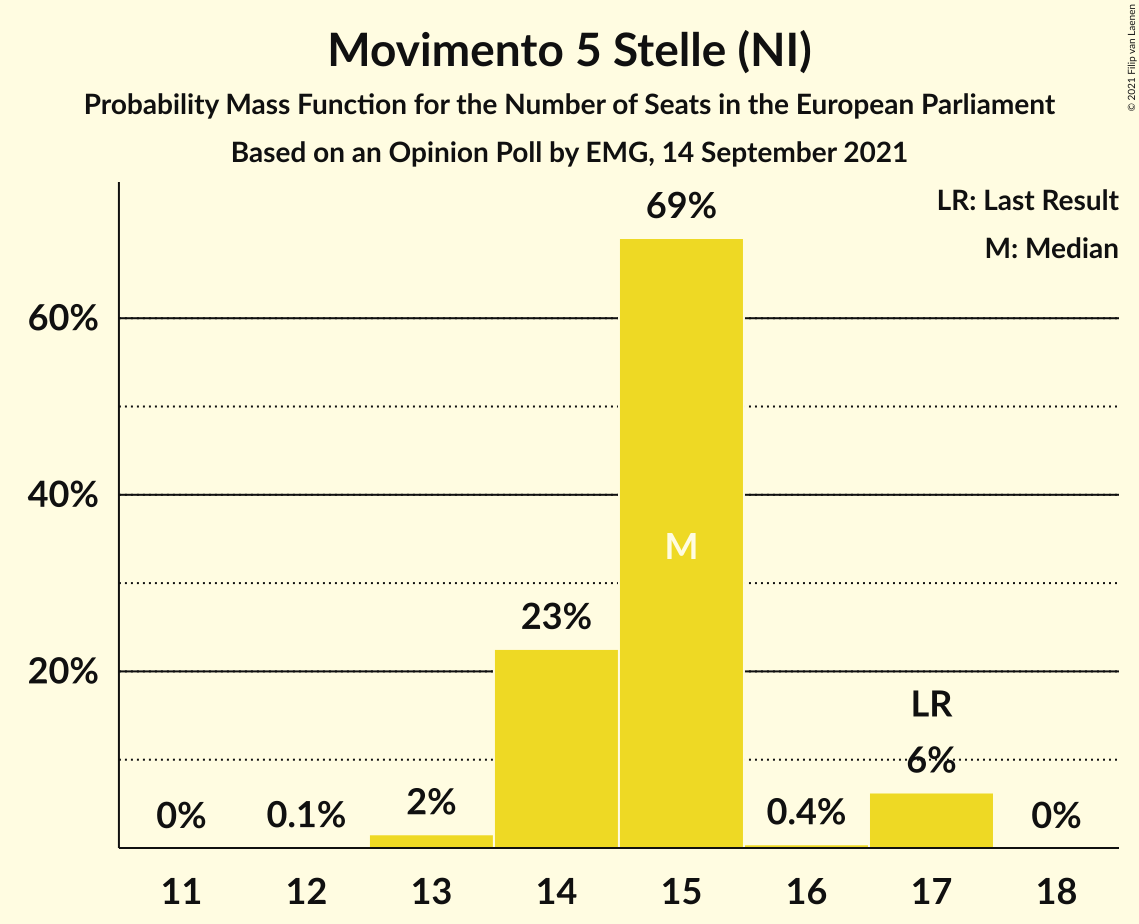 Movimento 5 Stelle (NI)
Probability Mass Function for the Number of Seats in the European Parliament
Based on an Opinion Poll by EMG, 14 September 2021
© 2021 Filip van Laenen
LR: Last Result
M: Median
69%
60%
40%
M
23%
20%
LR
6%
0%
0.1%
2%
0.4%
0%
11 12 13 14 15 16 17 18